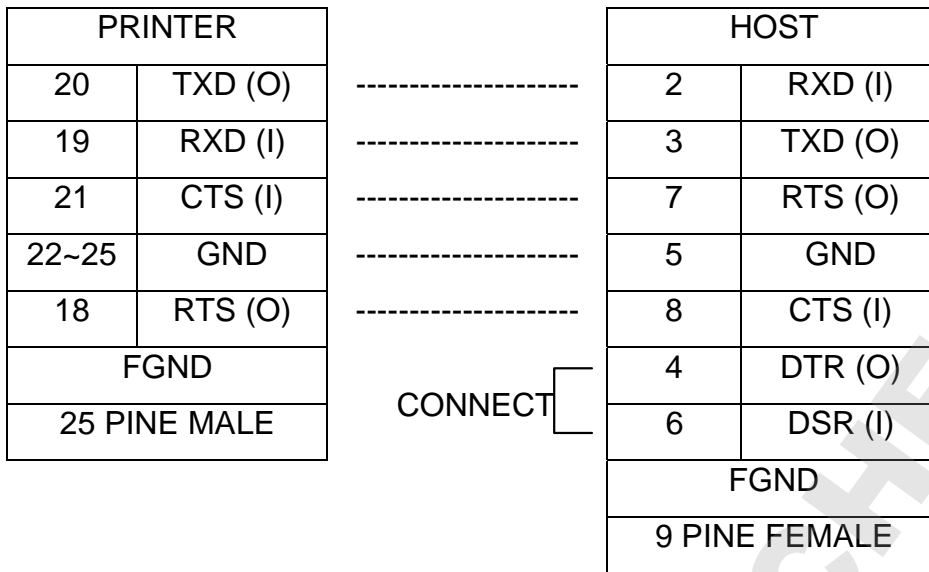 PRINTER HOST
20 TXD (O) --------------------- 2 RXD (I)
19 RXD (I) --------------------- 3 TXD (O)
21 CTS (I) --------------------- 7 RTS (O)
22~25 GND --------------------- 5 GND
18 RTS (O) --------------------- 8 CTS (I)
FGND 4 DTR (O)
CONNECT
25 PINE MALE 6 DSR (I)
FGND
9 PINE FEMALE